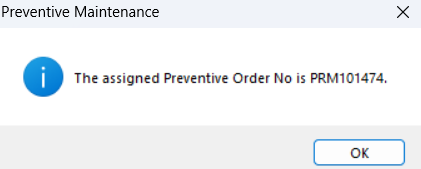 Preventive Maintenance
The assigned Preventive Order No is PRM101474.
OK